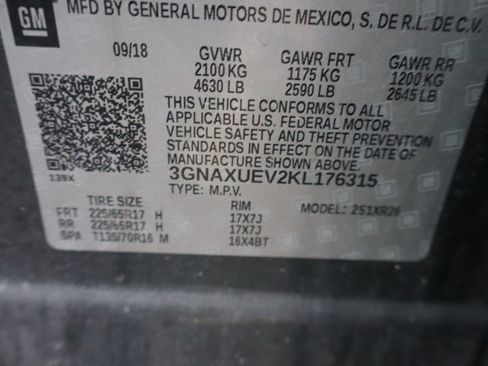 GM
MFD BY GENERAL MOTORS DE MEXICO, S. DE R.L. DE C.V.
09/18 GVWR GAWR FRT GAWR RR
2100 KG 1175 KG 1200 KG
4630 LB 2590 LB 2645 LB
THIS VEHICLE CONFORMS TO ALL
APPLICABLE U.S. FEDERAL MOTOR
VEHICLE SAFETY AND THEFT PREVENTION
STANDARDS IN EFFECT ON THE DATE OF
MANUFACTURE SHOWN ABOVE.
139X 3GNAXUEV2KL176315
TYPE: M.P.V.
TIRE SIZE RIM MODEL: 251XR26
FRT 225/65R17 H 17X7J
RR 225/65R17 H 17X7J
SPA T135/70R16 M 16X4BT